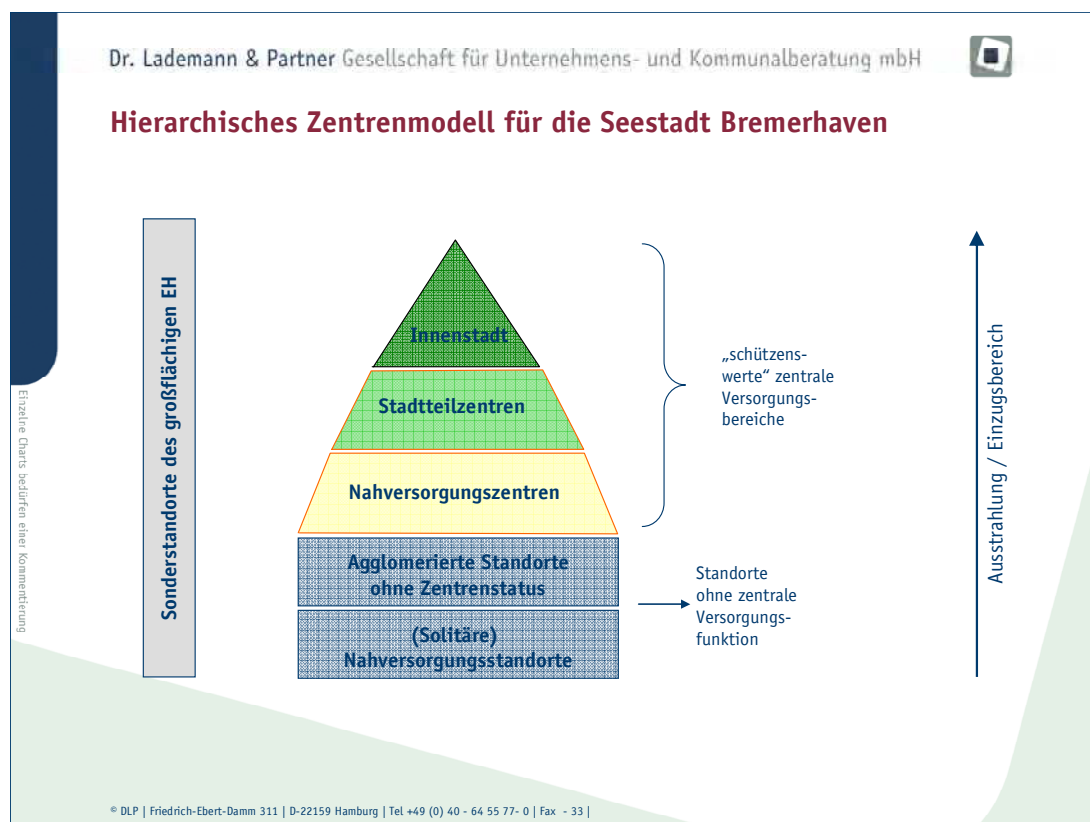 Dr. Lademann & Partner Gesellschaft für Unternehmens- und Kommunalberatung mbH
Hierarchisches Zentrenmodell für die Seestadt Bremerhaven
Einzelne Charts bedürfen einer Kommentierung
Sonderstandorte des großflächigen EH
Innenstadt
Stadtteilzentren
Nahversorgungszentren
Agglomerierte Standorte
ohne Zentrenstatus
(Solitäre)
Nahversorgungsstandorte
„schützens-
werte“ zentrale
Versorgungs-
bereiche
Standorte
ohne zentrale
Versorgungs-
funktion
Ausstrahlung / Einzugsbereich
© DLP | Friedrich-Ebert-Damm 311 | D-22159 Hamburg | Tel +49 (0) 40 - 64 55 77- 0 | Fax - 33 |